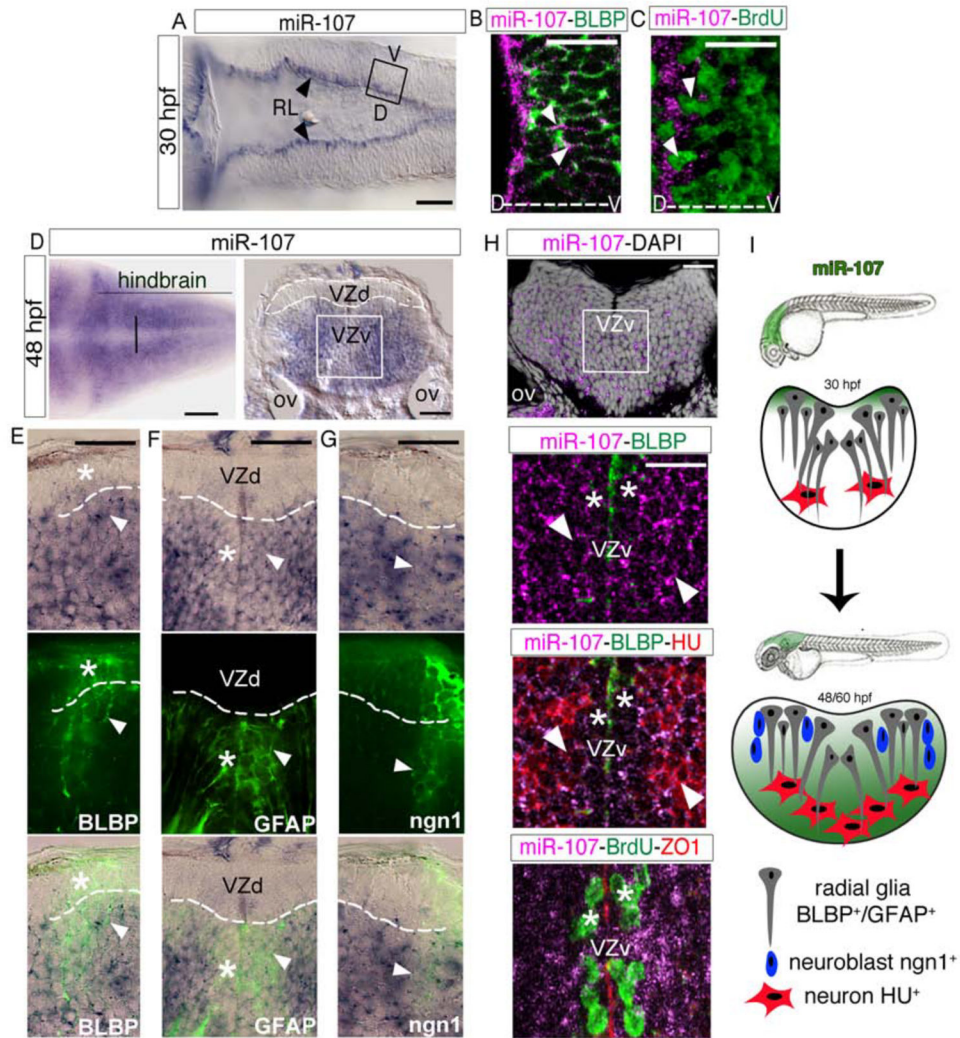 A
miR-107
30 hpf
V
D
RL
B
miR-107-BLBP
D
V
C
miR-107-BrdU
D
V
D
miR-107
48 hpf
hindbrain
VZd
VZv
ov
ov
E
*
*
BLBP
*
BLBP
F
VZd
*
VZd
*
GFAP
VZd
*
GFAP
G
ngn1
ngn1
H
miR-107-DAPI
VZv
ov
miR-107-BLBP
* *
VZv
miR-107-BLBP-HU
* *
VZv
miR-107-BrdU-ZO1
* *
VZv
I
miR-107
30 hpf
48/60 hpf
radial glia
BLBP+/GFAP+
neuroblast ngn1+
neuron HU+